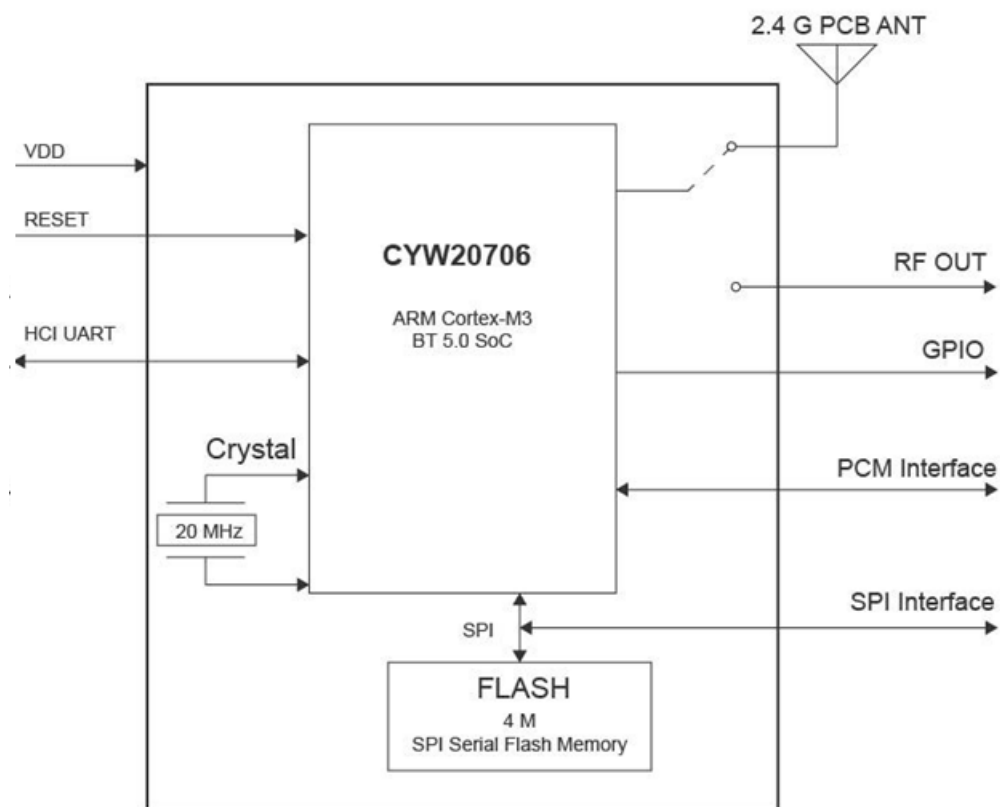 2.4 G PCB ANT
VDD
RESET
CYW20706
RF OUT
ARM Cortex-M3
BT 5.0 SoC
HCI UART
GPIO
Crystal
PCM Interface
20 MHz
SPI Interface
SPI
FLASH
4 M
SPI Serial Flash Memory